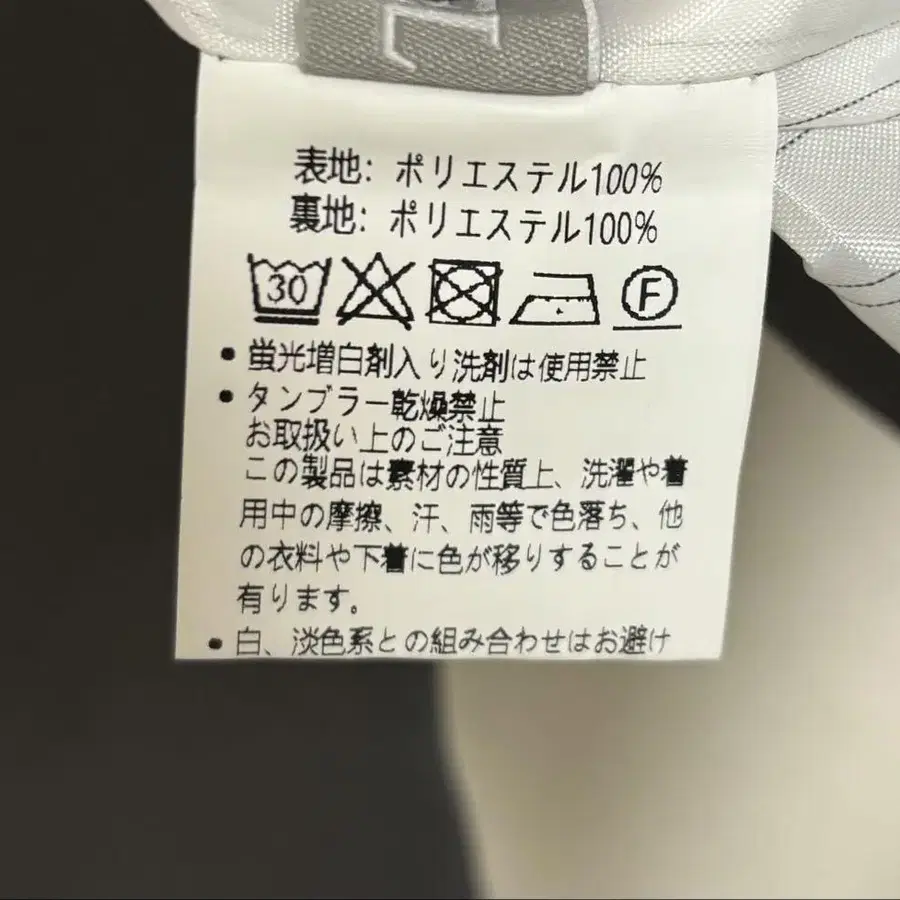 L
表地: ポリエステル100%
裏地: ポリエステル100%
30 F
• 蛍光増白剤入り洗剤は使用禁止
• タンブラー乾燥禁止
お取扱い上のご注意
この製品は素材の性質上、洗濯や着
用中の摩擦、汗、雨等で色落ち、他
の衣料や下着に色が移りすることが
有ります。
• 白、淡色系との組み合わせはお避け